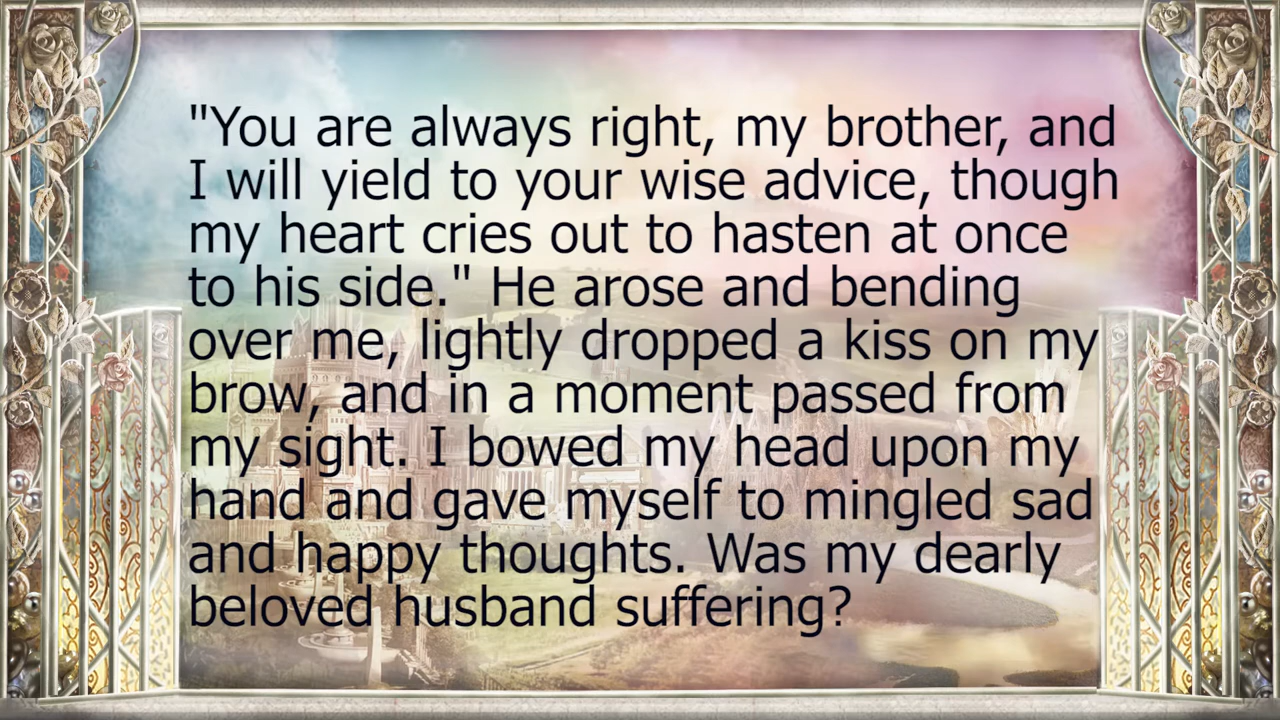 "You are always right, my brother, and
I will yield to your wise advice, though
my heart cries out to hasten at once
to his side." He arose and bending
over me, lightly dropped a kiss on my
brow, and in a moment passed from
my sight. I bowed my head upon my
hand and gave myself to mingled sad
and happy thoughts. Was my dearly
beloved husband suffering?